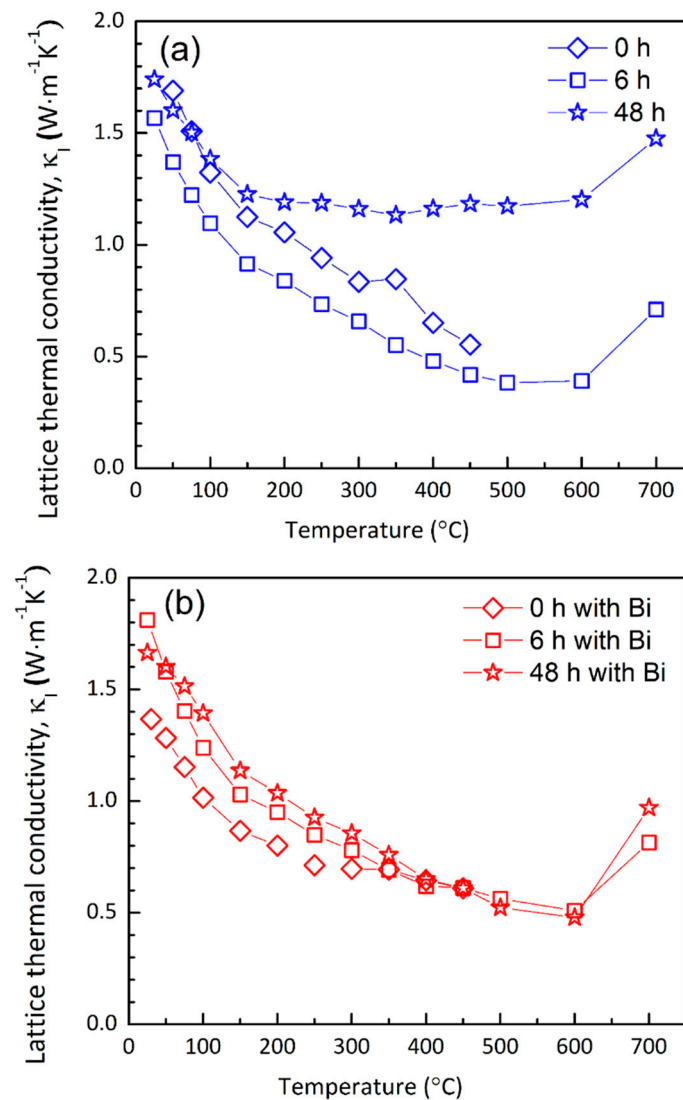 (a)
0 h
6 h
48 h
2.0
1.5
1.0
0.5
0.0
Lattice thermal conductivity, κl (W·m-1K-1)
0 100 200 300 400 500 600 700
Temperature (°C)
(b)
0 h with Bi
6 h with Bi
48 h with Bi
2.0
1.5
1.0
0.5
0.0
Lattice thermal conductivity, κl (W·m-1K-1)
0 100 200 300 400 500 600 700
Temperature (°C)